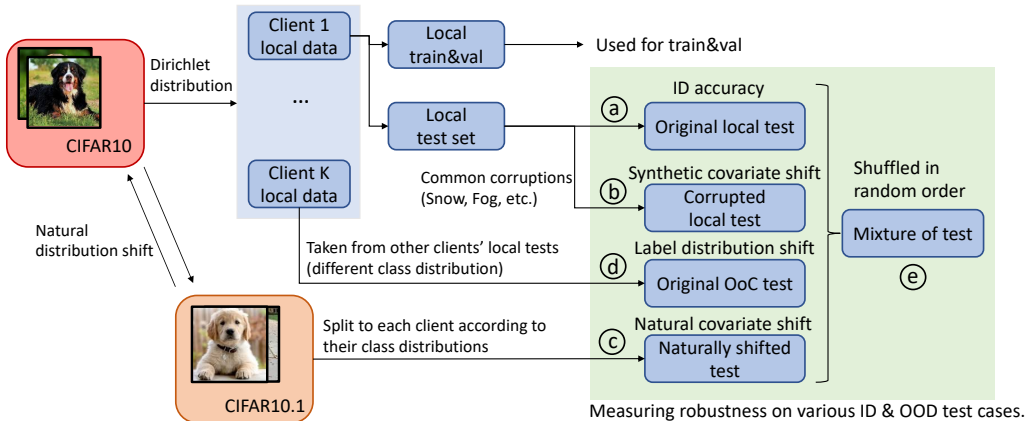 CIFAR10
Dirichlet
distribution
Client 1
local data
...
Client K
local data
Local
train&val
Used for train&val
Local
test set
Common corruptions
(Snow, Fog, etc.)
Natural
distribution shift
Taken from other clients' local tests
(different class distribution)
CIFAR10.1
Split to each client according to
their class distributions
ID accuracy
a
Original local test
Synthetic covariate shift
b
Corrupted
local test
Label distribution shift
d
Original OoC test
Natural covariate shift
c
Naturally shifted
test
Shuffled in
random order
Mixture of test
e
Measuring robustness on various ID & OOD test cases.